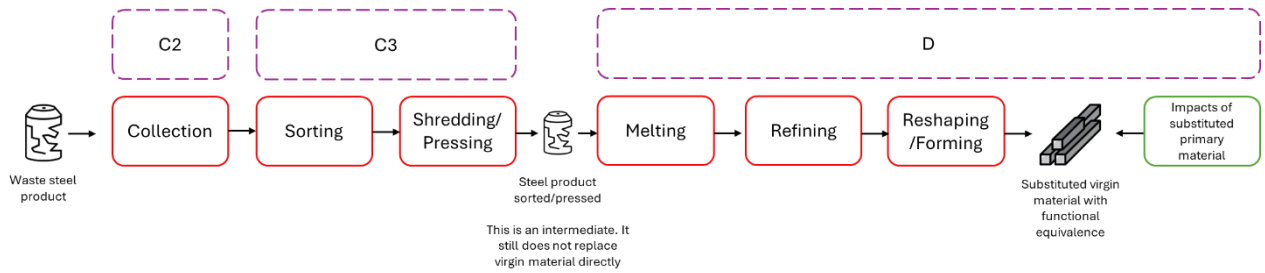 C2
C3
D
Collection
Sorting
Shredding/
Pressing
Melting
Refining
Reshaping
/Forming
Impacts of
substituted
primary
material
Waste steel
product
Steel product
sorted/pressed
This is an intermediate. It
still does not replace
virgin material directly
Substituted virgin
material with
functional
equivalence